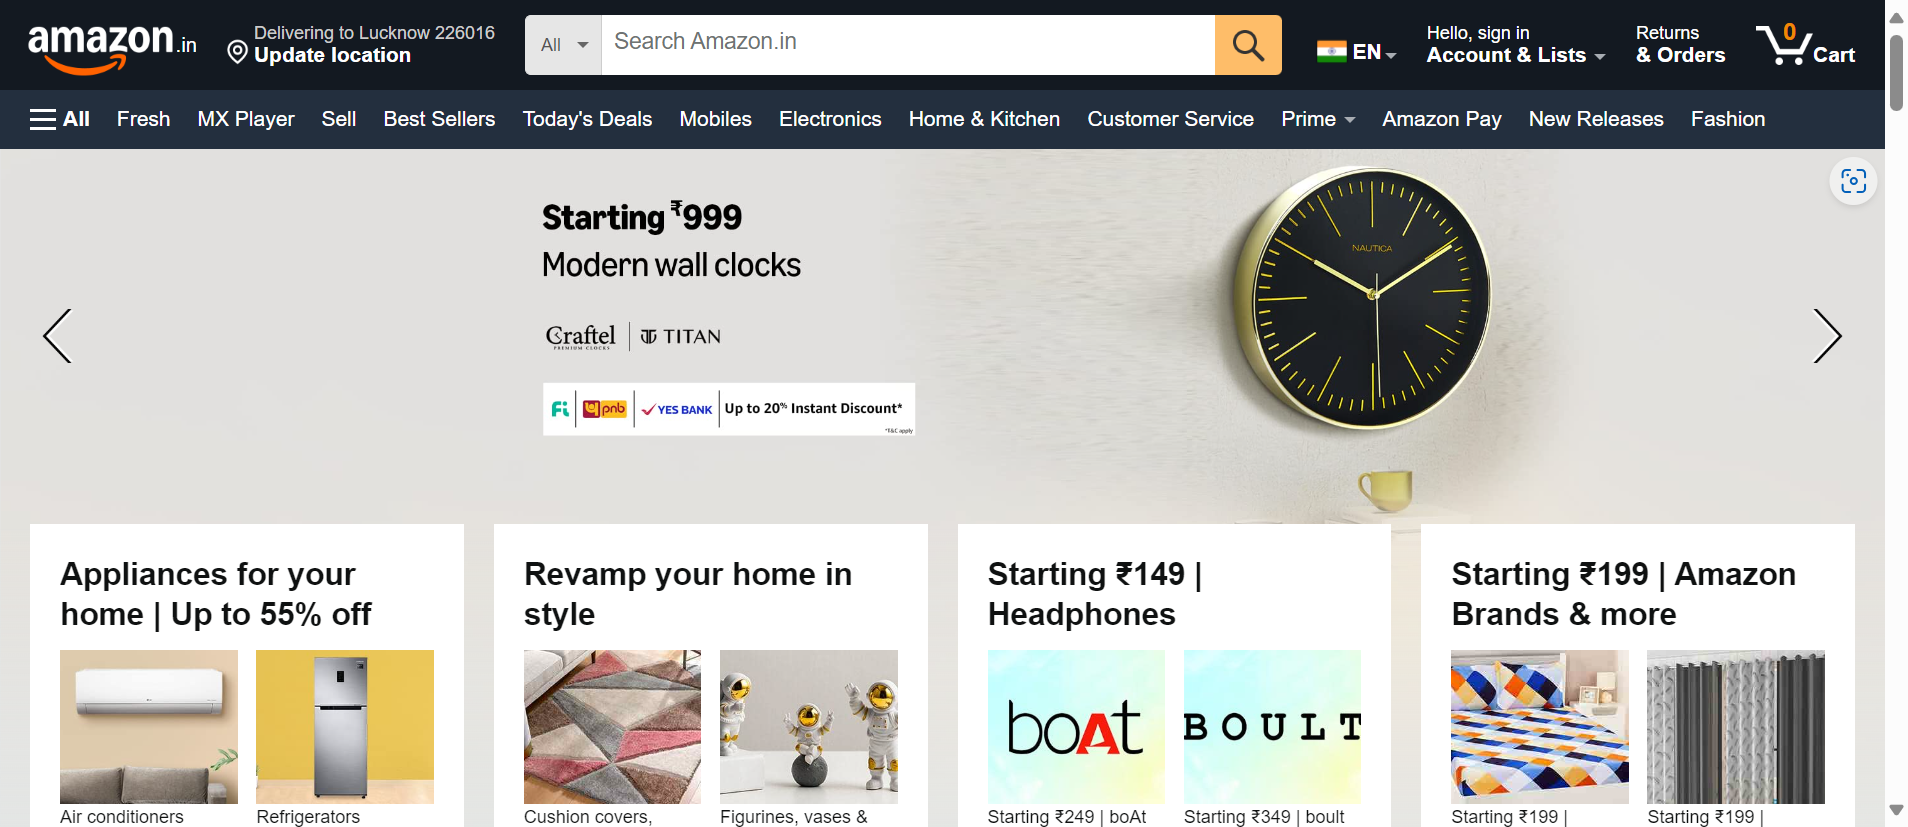 amazon.in
Delivering to Lucknow 226016
Update location
All
Search Amazon.in
EN
Hello, sign in
Account & Lists
Returns
& Orders
0
Cart
All
Fresh
MX Player
Sell
Best Sellers
Today's Deals
Mobiles
Electronics
Home & Kitchen
Customer Service
Prime
Amazon Pay
New Releases
Fashion
Starting ₹999
Modern wall clocks
Craftel
PREMIUM CLOCKS
TITAN
Fi
pnb
YES BANK
Up to 20% Instant Discount*
*T&C apply
NAUTICA
Appliances for your
home | Up to 55% off
Air conditioners
Refrigerators
Revamp your home in
style
Cushion covers,
Figurines, vases &
Starting ₹149 |
Headphones
boAt
BOULT
Starting ₹249 | boAt
Starting ₹349 | boult
Starting ₹199 | Amazon
Brands & more
Starting ₹199 |
Starting ₹199 |